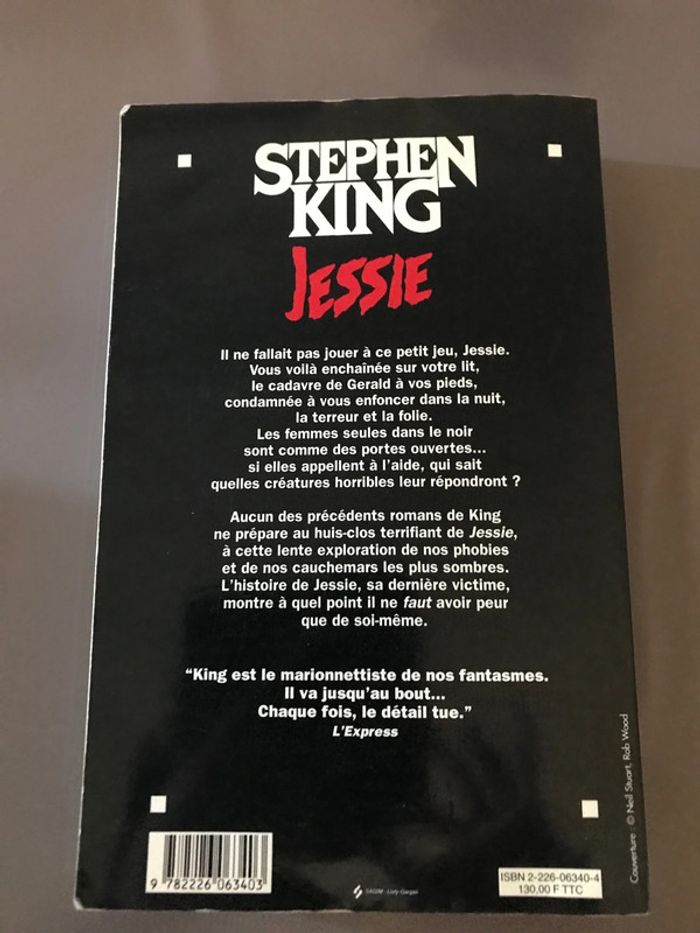 STEPHEN
KING
JESSIE
Il ne fallait pas jouer à ce petit jeu, Jessie.
Vous voilà enchaînée sur votre lit,
le cadavre de Gerald à vos pieds,
condamnée à vous enfoncer dans la nuit,
la terreur et la folie.
Les femmes seules dans le noir
sont comme des portes ouvertes...
si elles appellent à l'aide, qui sait
quelles créatures horribles leur répondront ?
Aucun des précédents romans de King
ne prépare au huis-clos terrifiant de Jessie,
à cette lente exploration de nos phobies
et de nos cauchemars les plus sombres.
L'histoire de Jessie, sa dernière victime,
montre à quel point il ne faut avoir peur
que de soi-même.
“King est le marionnettiste de nos fantasmes.
Il va jusqu'au bout...
Chaque fois, le détail tue.”
L'Express
Couverture : © Neil Stuart, Rob Wood
9 782226 063403
ISBN 2-226-06340-4
130,00 F TTC